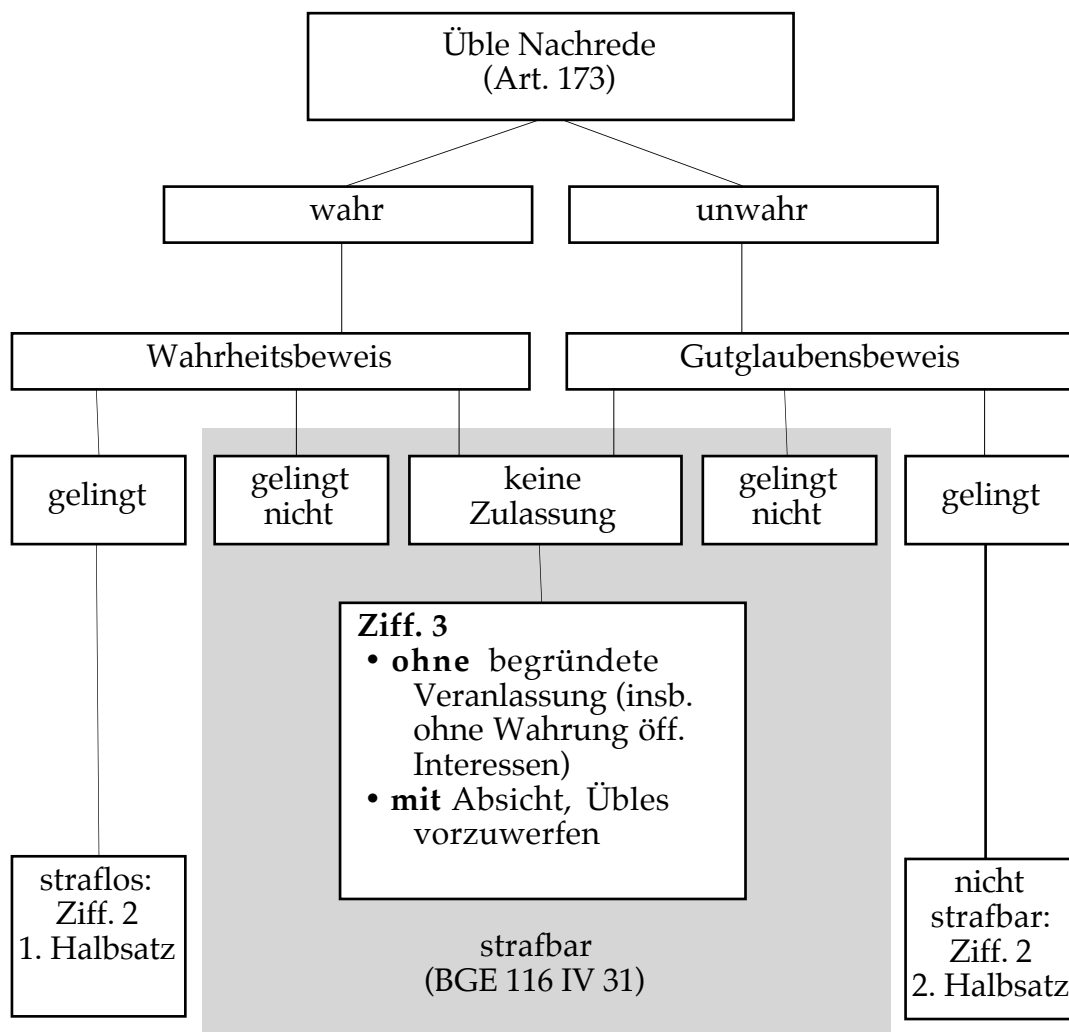 Üble Nachrede
(Art. 173)
wahr
unwahr
Wahrheitsbeweis
Gutglaubensbeweis
gelingt
gelingt
nicht
keine
Zulassung
gelingt
nicht
gelingt
Ziff. 3
• ohne begründete
Veranlassung (insb.
ohne Wahrung öff.
Interessen)
• mit Absicht, Übles
vorzuwerfen
straflos:
Ziff. 2
1. Halbsatz
strafbar
(BGE 116 IV 31)
nicht
strafbar:
Ziff. 2
2. Halbsatz